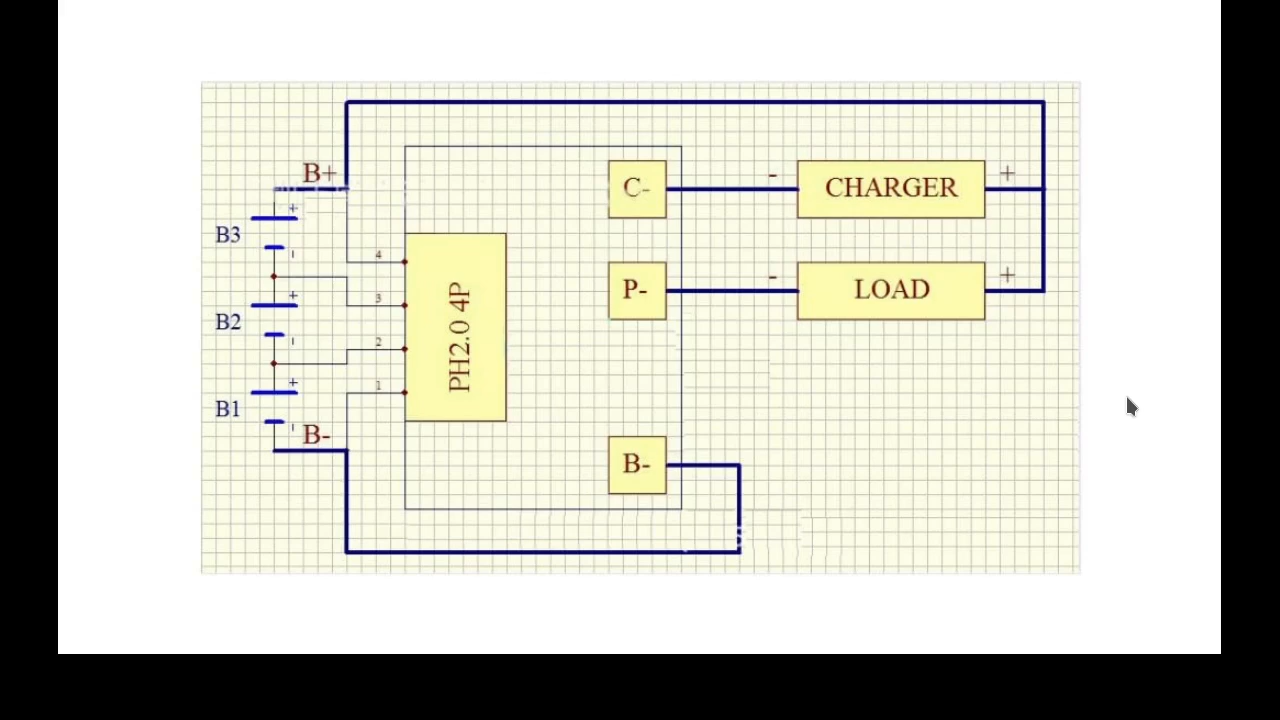 B+
C-
-
CHARGER
+
+
B3
-
4
P-
-
LOAD
+
+
3
B2
-
2
PH2.0 4P
+
1
B1
-
B-
B-